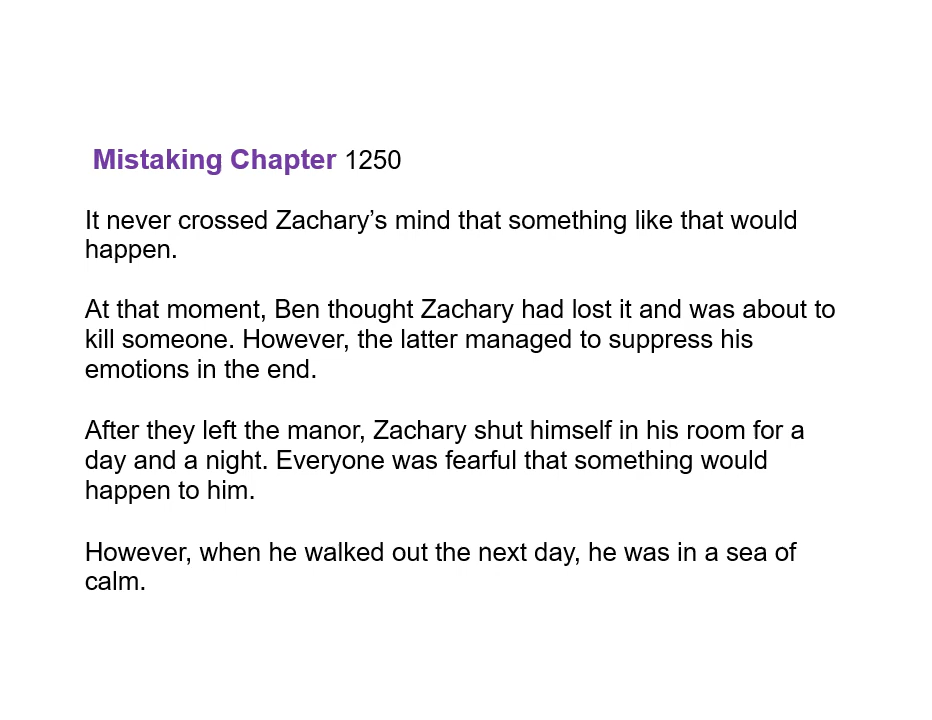 Mistaking Chapter 1250
It never crossed Zachary’s mind that something like that would
happen.
At that moment, Ben thought Zachary had lost it and was about to
kill someone. However, the latter managed to suppress his
emotions in the end.
After they left the manor, Zachary shut himself in his room for a
day and a night. Everyone was fearful that something would
happen to him.
However, when he walked out the next day, he was in a sea of
calm.